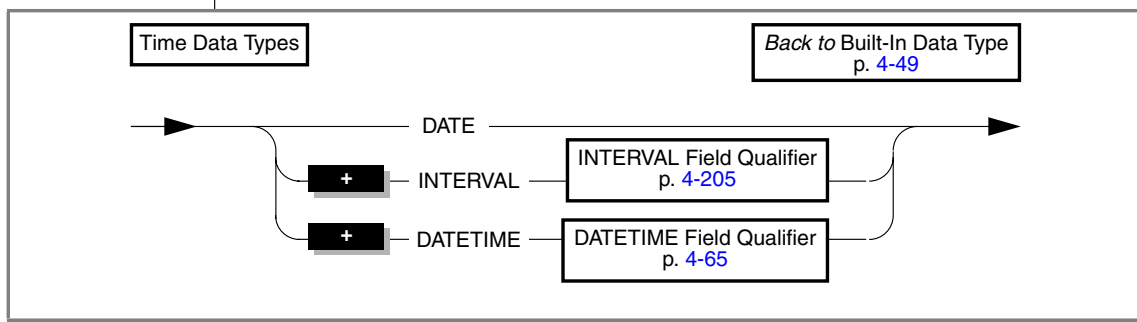 Time Data Types
Back to Built-In Data Type
p. 4-49
DATE
+
INTERVAL
INTERVAL Field Qualifier
p. 4-205
+
DATETIME
DATETIME Field Qualifier
p. 4-65